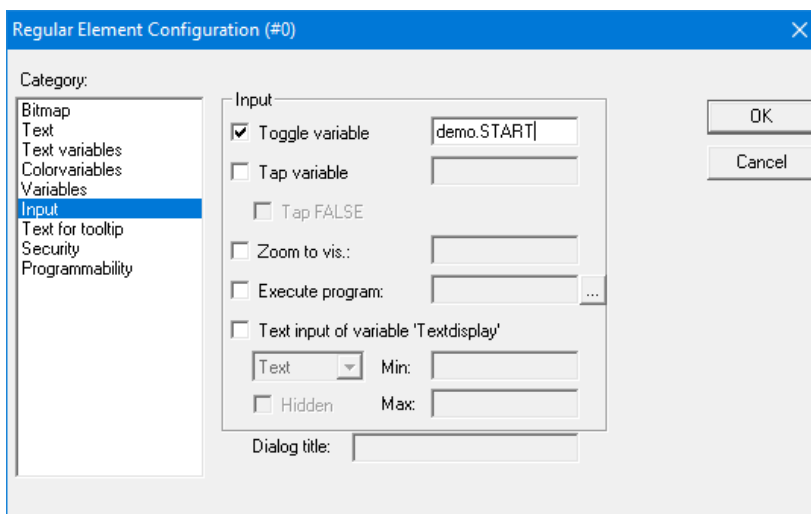 Regular Element Configuration (#0)
Category:
Bitmap
Text
Text variables
Colorvariables
Variables
Input
Text for tooltip
Security
Programmability
Input
Toggle variable demo.START
Tap variable
Tap FALSE
Zoom to vis.:
Execute program: ...
Text input of variable 'Textdisplay'
Text Min:
Hidden Max:
Dialog title:
OK
Cancel